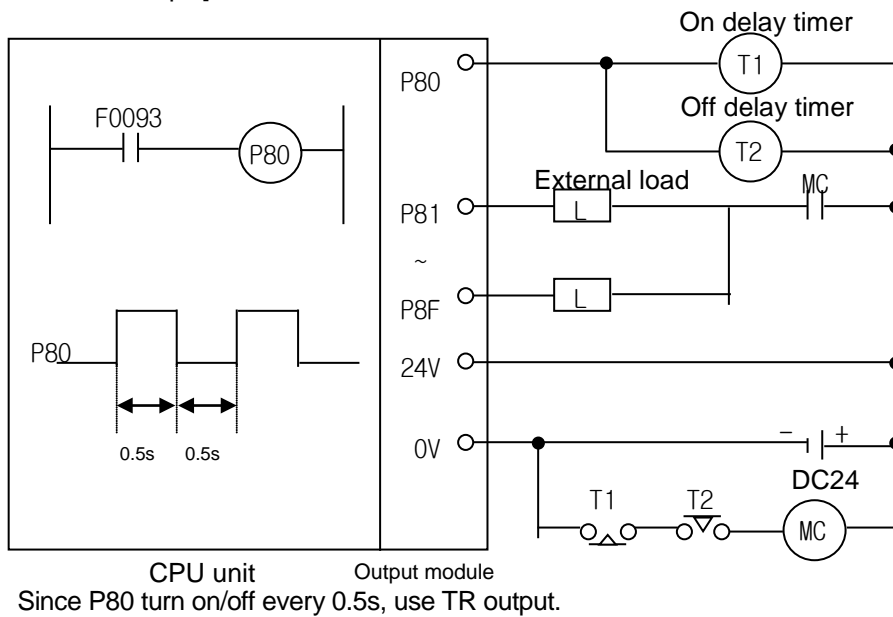 On delay timer
P80
T1
F0093
P80
Off delay timer
T2
External load
MC
P81
L
~
P8F
L
P80
24V
0.5s 0.5s
0V
− +
DC24
T1 T2
MC
CPU unit
Output module
Since P80 turn on/off every 0.5s, use TR output.